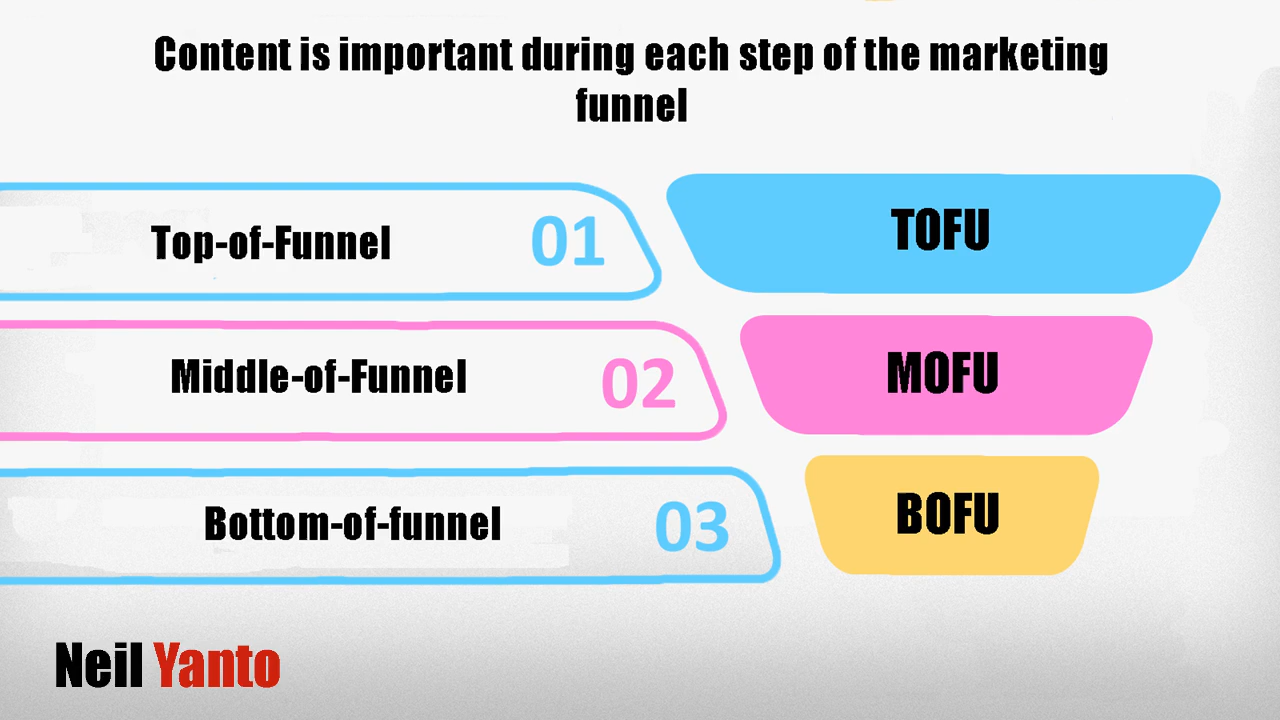 Content is important during each step of the marketing
funnel
Top-of-Funnel 01 TOFU
Middle-of-Funnel 02 MOFU
Bottom-of-funnel 03 BOFU
Neil Yanto